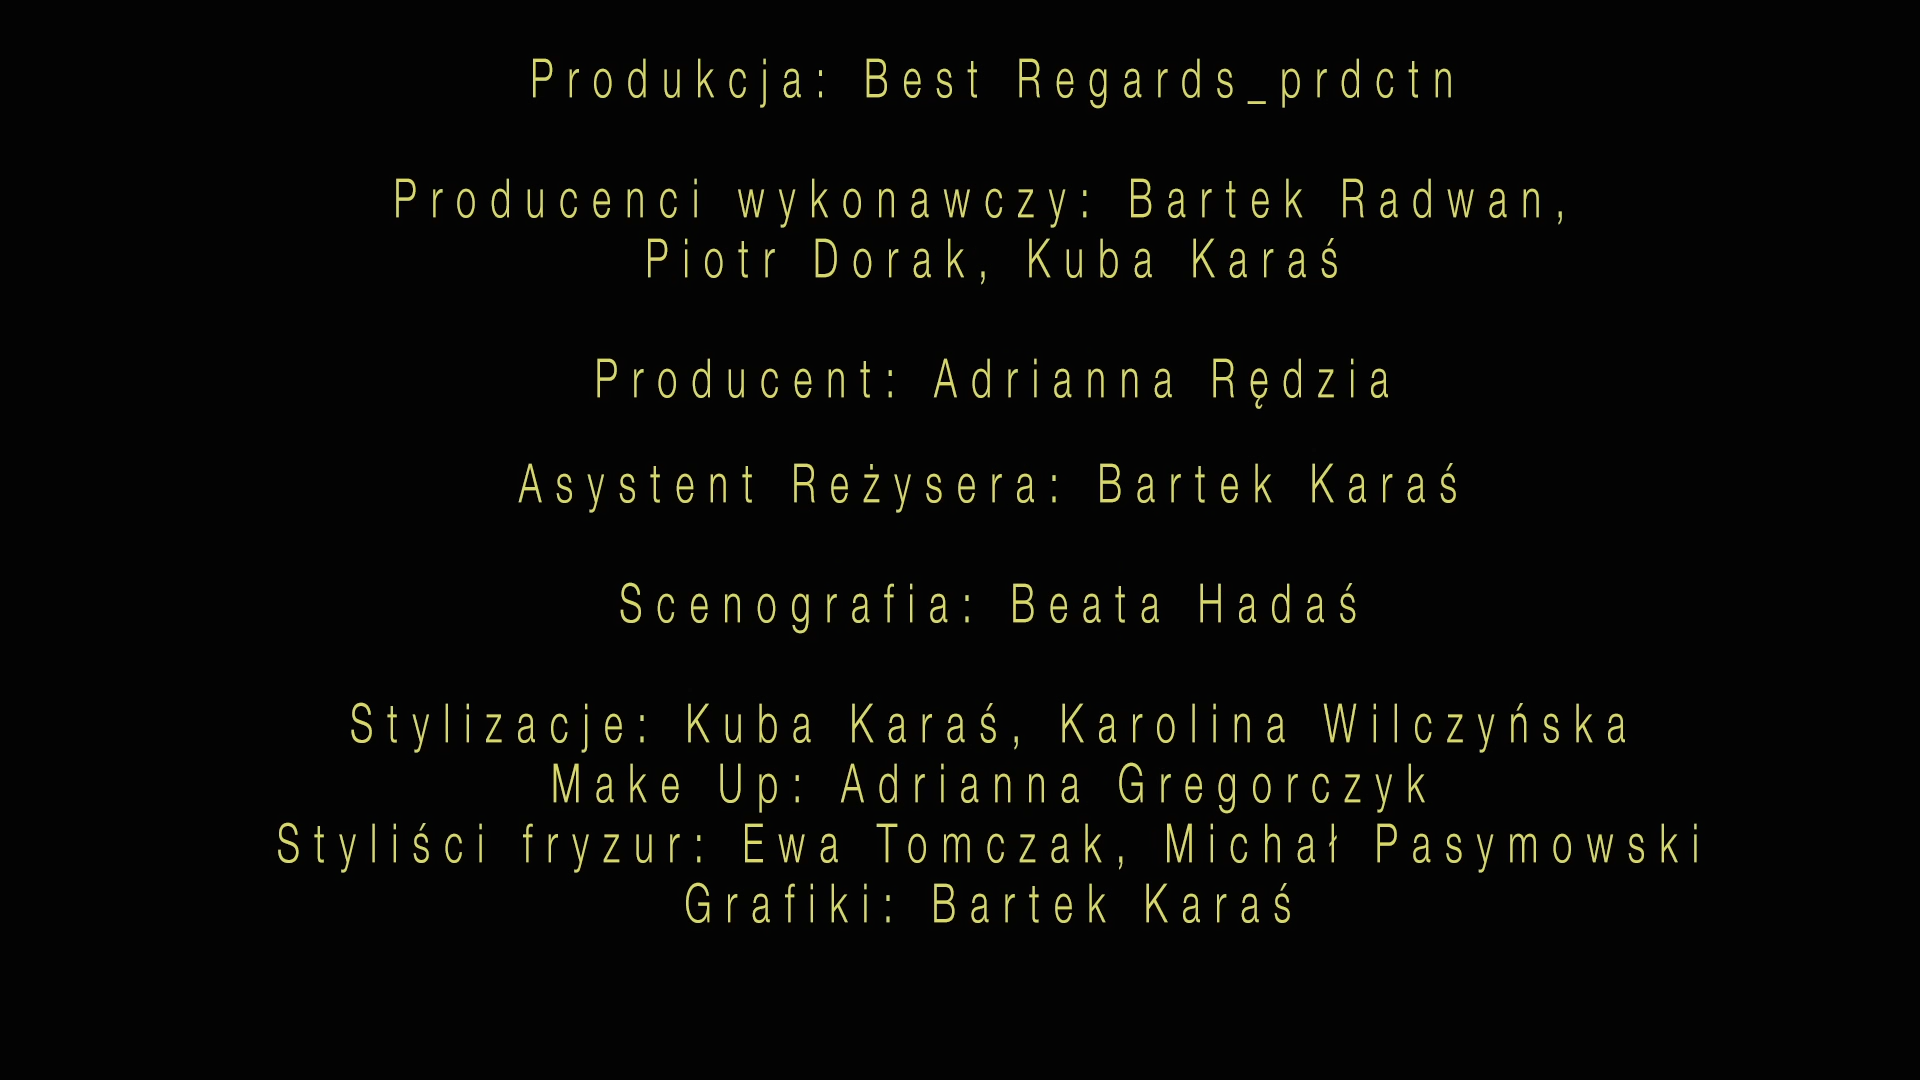 Produkcja: Best Regards_prdctn
Producenci wykonawczy: Bartek Radwan,
Piotr Dorak, Kuba Karaś
Producent: Adrianna Rędzia
Asystent Reżysera: Bartek Karaś
Scenografia: Beata Hadaś
Stylizacje: Kuba Karaś, Karolina Wilczyńska
Make Up: Adrianna Gregorczyk
Styliści fryzur: Ewa Tomczak, Michał Pasymowski
Grafiki: Bartek Karaś